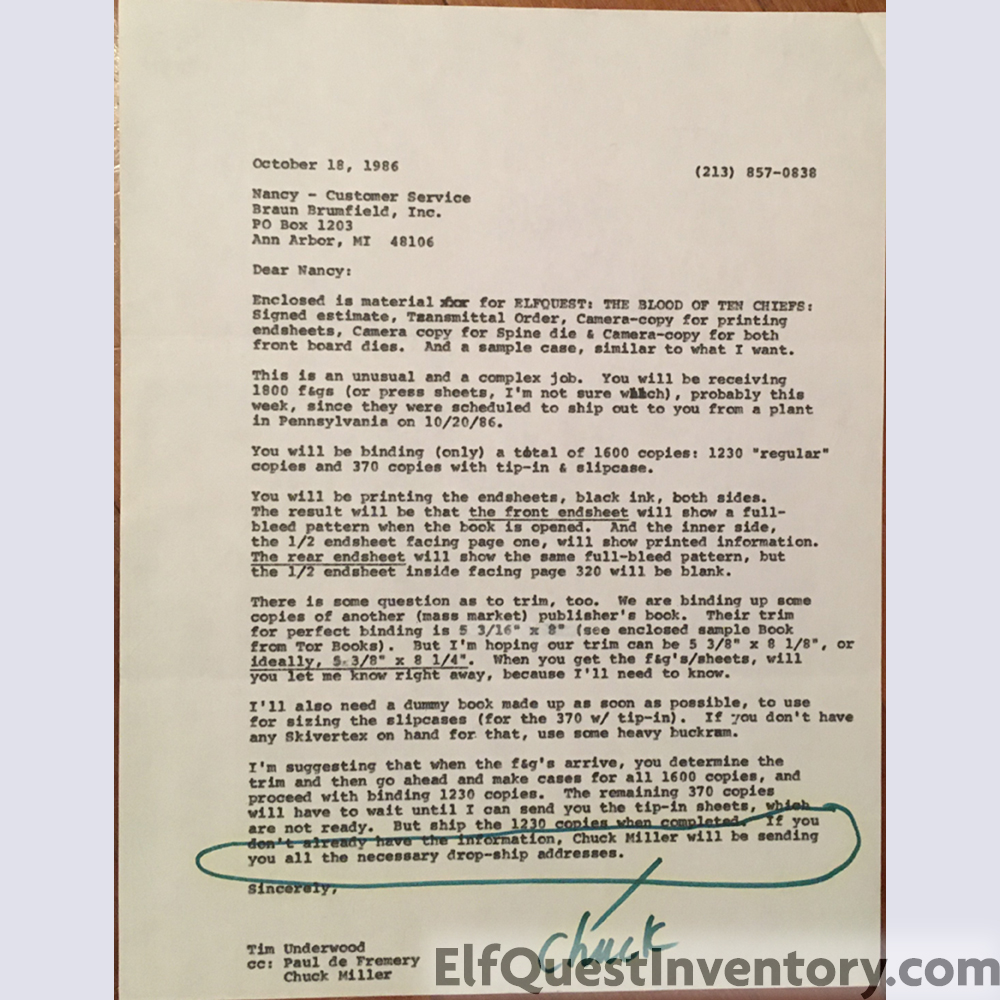 October 18, 1986
(213) 857-0838
Nancy - Customer Service
Braun Brumfield, Inc.
PO Box 1203
Ann Arbor, MI 48106
Dear Nancy:
Enclosed is material for ELFQUEST: THE BLOOD OF TEN CHIEFS:
Signed estimate, Transmittal Order, Camera-copy for printing
endsheets, Camera copy for Spine die & Camera-copy for both
front board dies. And a sample case, similar to what I want.
This is an unusual and a complex job. You will be receiving
1800 f&gs (or press sheets, I'm not sure which), probably this
week, since they were scheduled to ship out to you from a plant
in Pennsylvania on 10/20/86.
You will be binding (only) a total of 1600 copies: 1230 "regular"
copies and 370 copies with tip-in & slipcase.
You will be printing the endsheets, black ink, both sides.
The result will be that the front endsheet will show a full-
bleed pattern when the book is opened. And the inner side,
the 1/2 endsheet facing page one, will show printed information.
The rear endsheet will show the same full-bleed pattern, but
the 1/2 endsheet inside facing page 320 will be blank.
There is some question as to trim, too. We are binding up some
copies of another (mass market) publisher's book. Their trim
for perfect binding is 5 3/16" x 8" (see enclosed sample Book
from Tor Books). But I'm hoping our trim can be 5 3/8" x 8 1/8", or
ideally, 5 3/8" x 8 1/4". When you get the f&g's/sheets, will
you let me know right away, because I'll need to know.
I'll also need a dummy book made up as soon as possible, to use
for sizing the slipcases (for the 370 w/ tip-in). If you don't have
any Skivertex on hand for that, use some heavy buckram.
I'm suggesting that when the f&g's arrive, you determine the
trim and then go ahead and make cases for all 1600 copies, and
proceed with binding 1230 copies. The remaining 370 copies
will have to wait until I can send you the tip-in sheets, which
are not ready. But ship the 1230 copies when completed. If you
don't already have the information, Chuck Miller will be sending
you all the necessary drop-ship addresses.
Sincerely,
Chuck
Tim Underwood
cc: Paul de Fremery
Chuck Miller
ElfQuestInventory.com